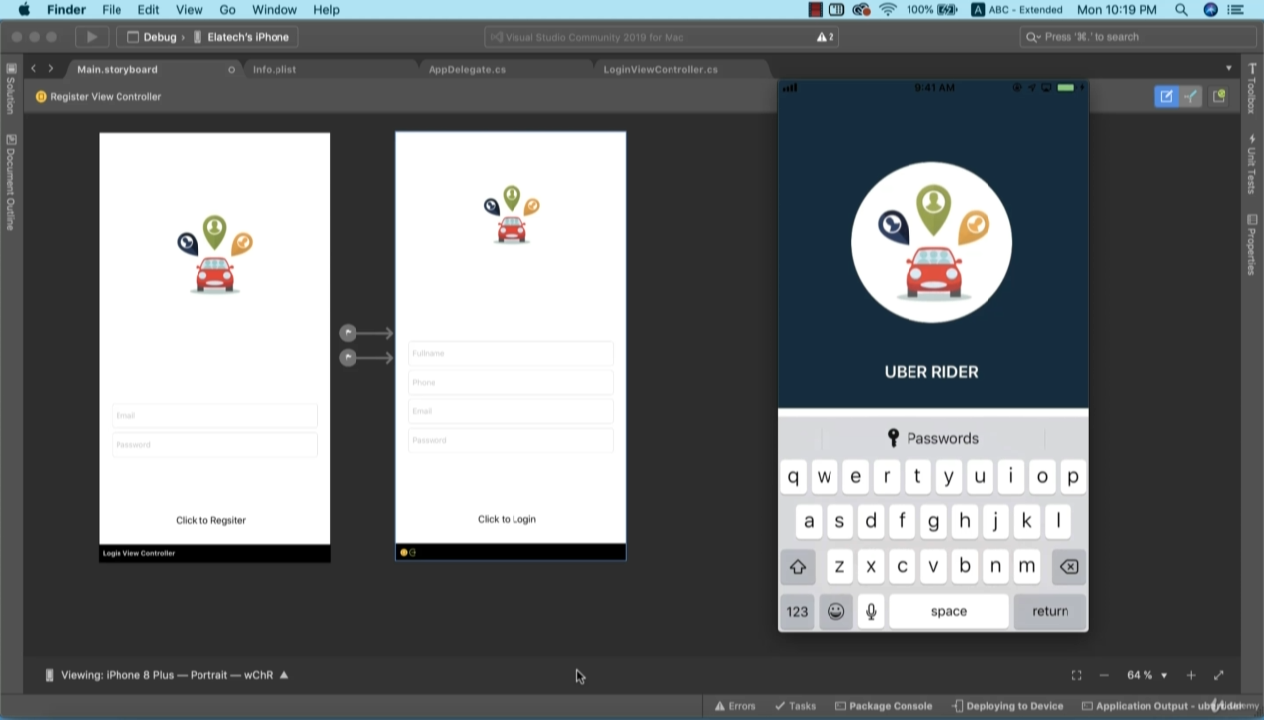 Finder File Edit View Go Window Help 100% A ABC - Extended Mon 10:19 PM
Debug › Elatech's iPhone
Visual Studio Community 2019 for Mac
2
Press '⌘.' to search
Main.storyboard
Info.plist
AppDelegate.cs
LoginViewController.cs
Register View Controller
Solution
Document Outline
Toolbox
Unit Tests
Properties
Email
Password
Click to Regsiter
Login View Controller
Fullname
Phone
Email
Password
Click to Login
9:41 AM
UBER RIDER
Passwords
q w e r t y u i o p
a s d f g h j k l
z x c v b n m
123 space return
Viewing: iPhone 8 Plus — Portrait — wChR
64 %
Errors
Tasks
Package Console
Deploying to Device
Application Output -